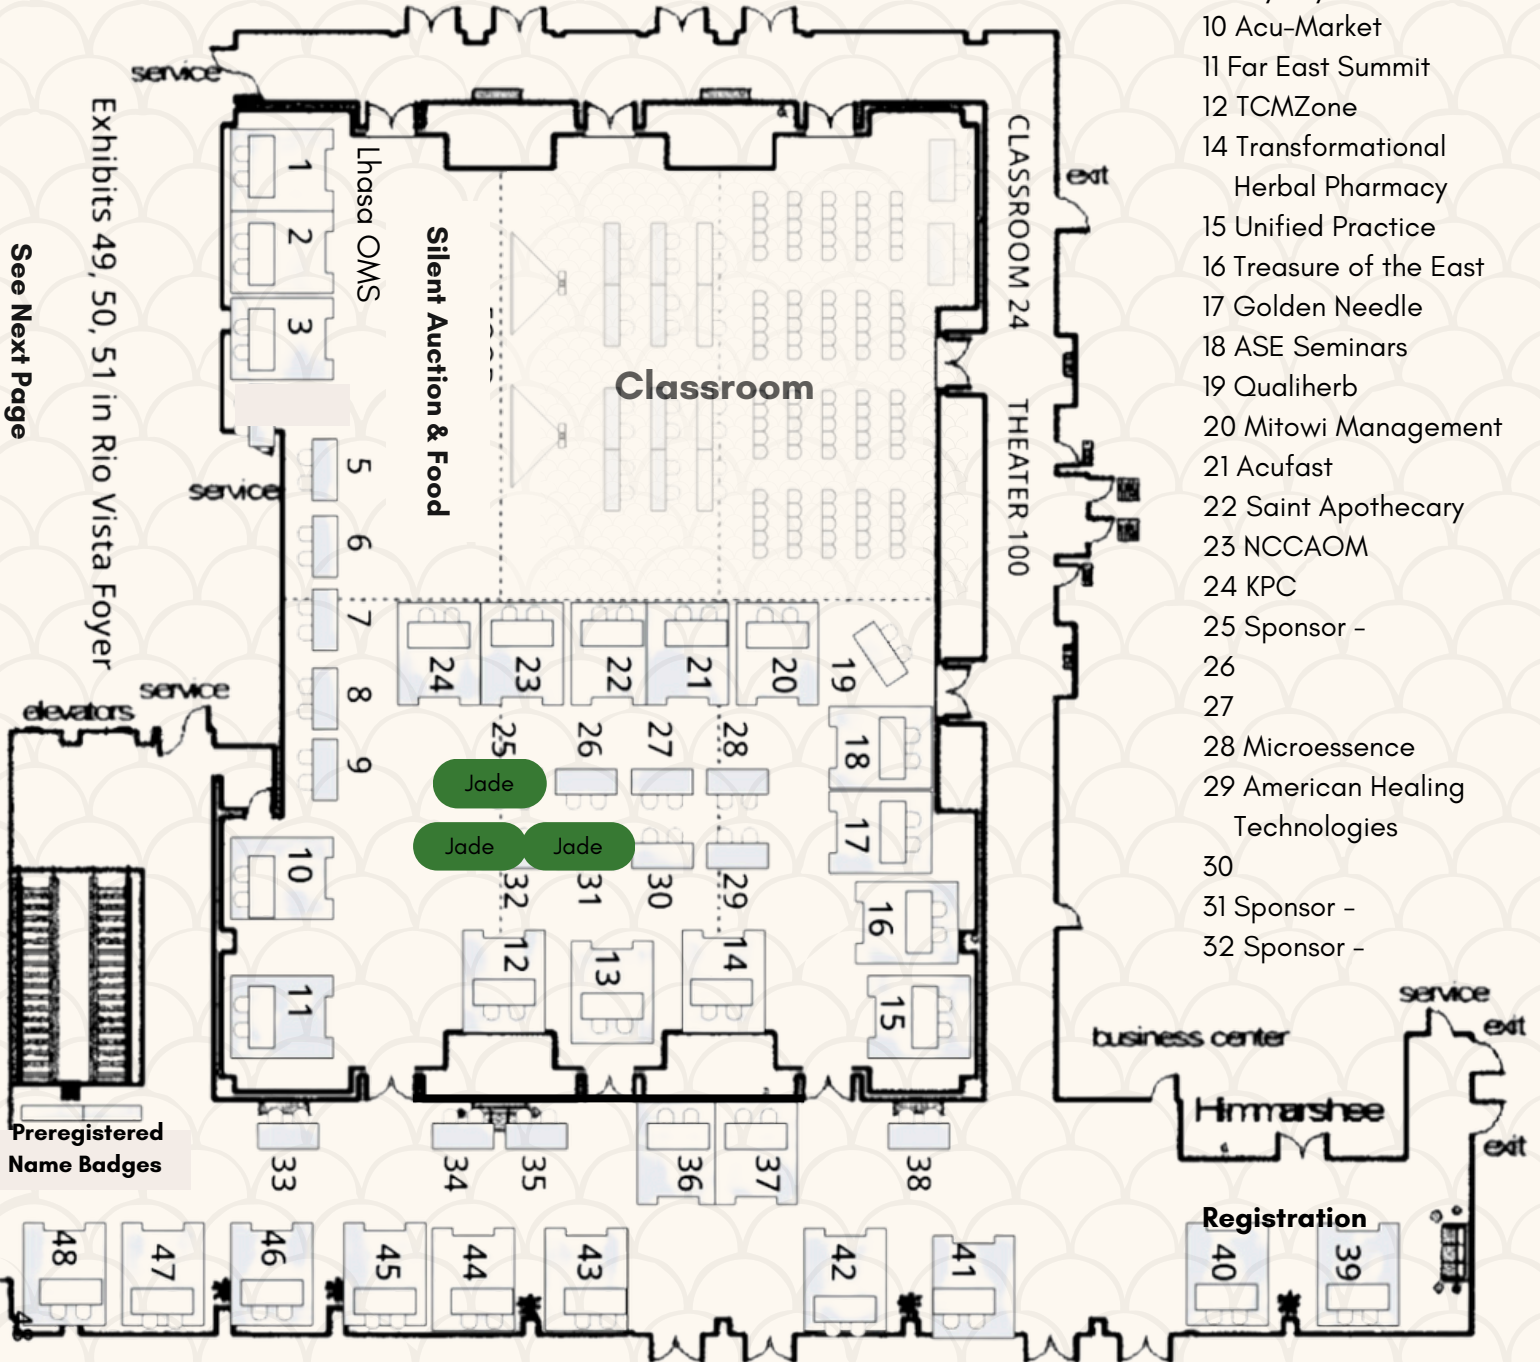 10 Acu-Market
11 Far East Summit
12 TCMZone
14 Transformational
Herbal Pharmacy
15 Unified Practice
16 Treasure of the East
17 Golden Needle
18 ASE Seminars
19 Qualiherb
20 Mitowi Management
21 Acufast
22 Saint Apothecary
23 NCCAOM
24 KPC
25 Sponsor -
26
27
28 Microessence
29 American Healing
Technologies
30
31 Sponsor -
32 Sponsor -
service
exit
CLASSROOM 24
THEATER 100
Exhibits 49, 50, 51 in Rio Vista Foyer
See Next Page
Lhasa OMS
Silent Auction & Food
Classroom
1
2
3
service
5
6
7
8
9
service
elevators
24
23
22
21
20
19
25
26
27
28
18
Jade
Jade
Jade
17
32
31
30
29
10
16
12
13
14
11
15
service
exit
business center
Himmarshee
exit
Preregistered
Name Badges
33
34
35
36
37
38
Registration
48
47
46
45
44
43
42
41
40
39
48